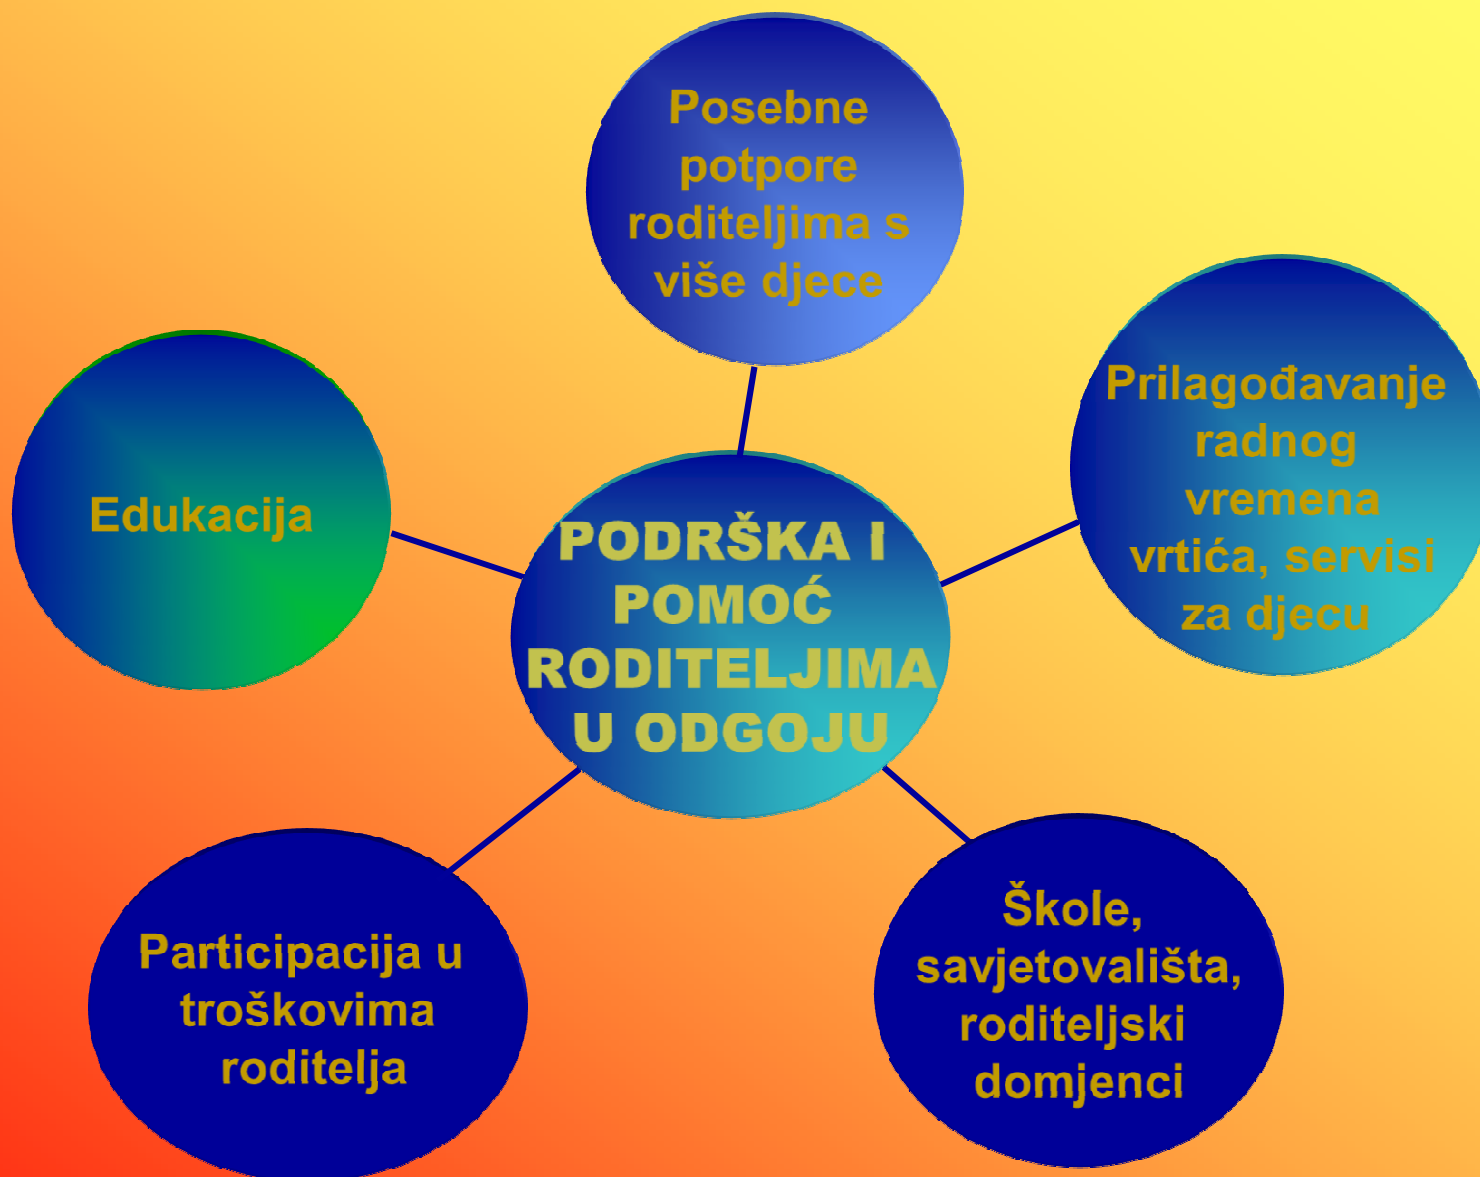 Posebne
potpore
roditeljima s
više djece
Prilagođavanje
radnog
vremena
vrtića, servisi
za djecu
Edukacija
PODRŠKA I
POMOĆ
RODITELJIMA
U ODGOJU
Škole,
savjetovališta,
roditeljski
domjenci
Participacija u
troškovima
roditelja